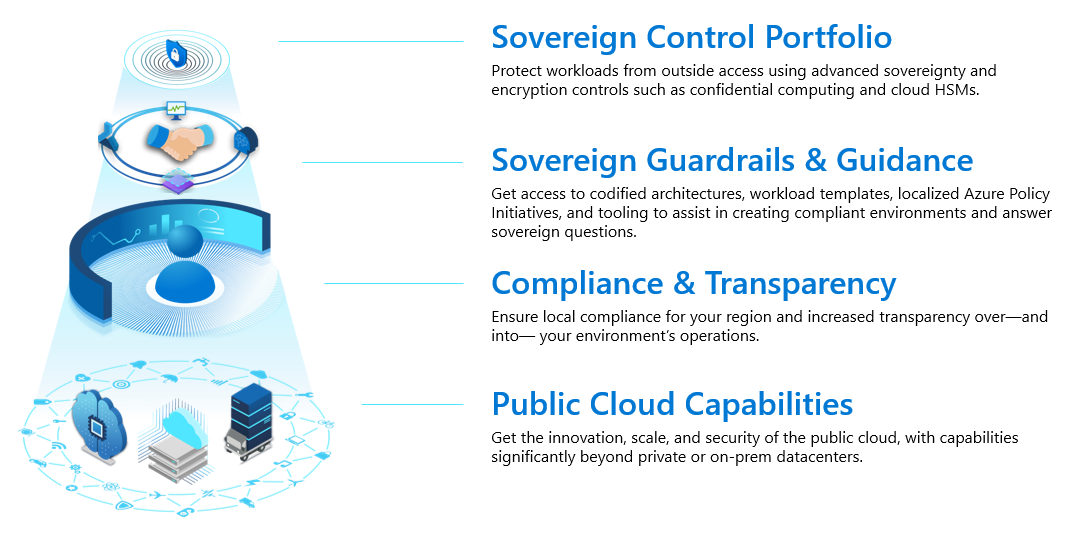 Sovereign Control Portfolio
Protect workloads from outside access using advanced sovereignty and
encryption controls such as confidential computing and cloud HSMs.
Sovereign Guardrails & Guidance
Get access to codified architectures, workload templates, localized Azure Policy
Initiatives, and tooling to assist in creating compliant environments and answer
sovereign questions.
Compliance & Transparency
Ensure local compliance for your region and increased transparency over—and
into— your environment's operations.
Public Cloud Capabilities
Get the innovation, scale, and security of the public cloud, with capabilities
significantly beyond private or on-prem datacenters.